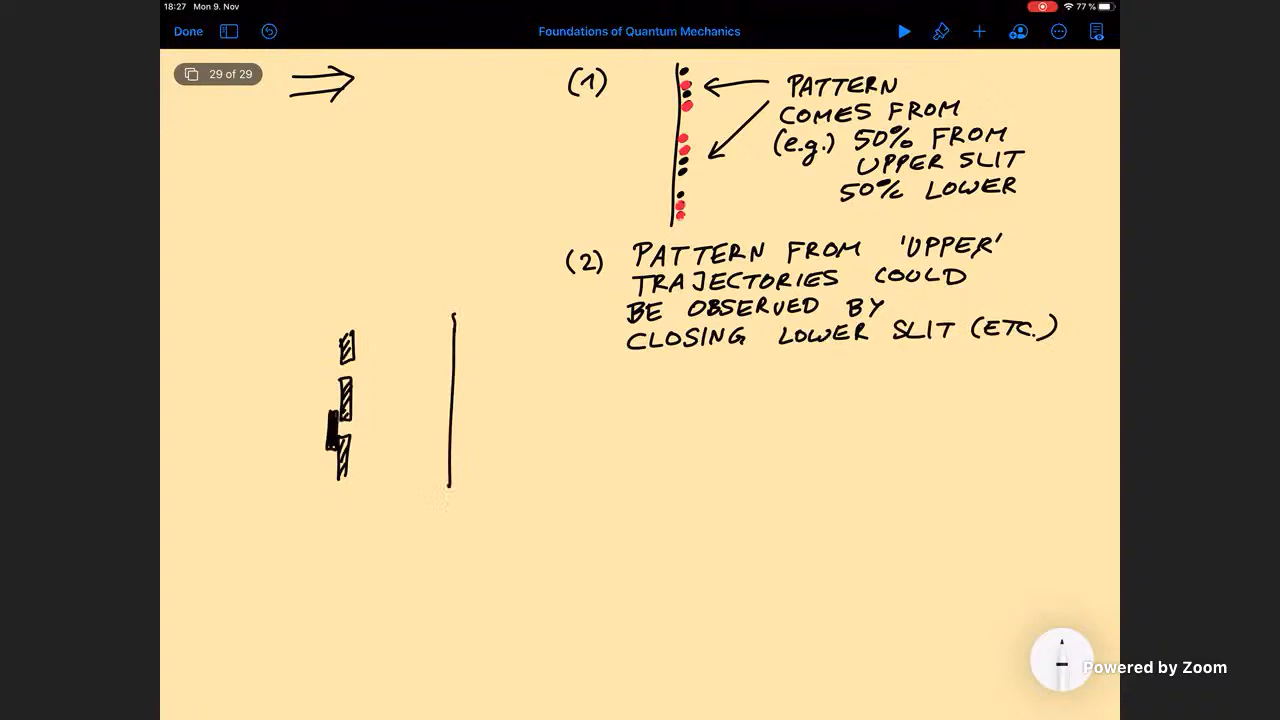 18:27 Mon 9. Nov
77 %
Done
Foundations of Quantum Mechanics
29 of 29
(1)
PATTERN
COMES FROM
(e.g.) 50% FROM
UPPER SLIT
50% LOWER
(2) PATTERN FROM 'UPPER'
TRAJECTORIES COULD
BE OBSERVED BY
CLOSING LOWER SLIT (ETC.)
Powered by Zoom